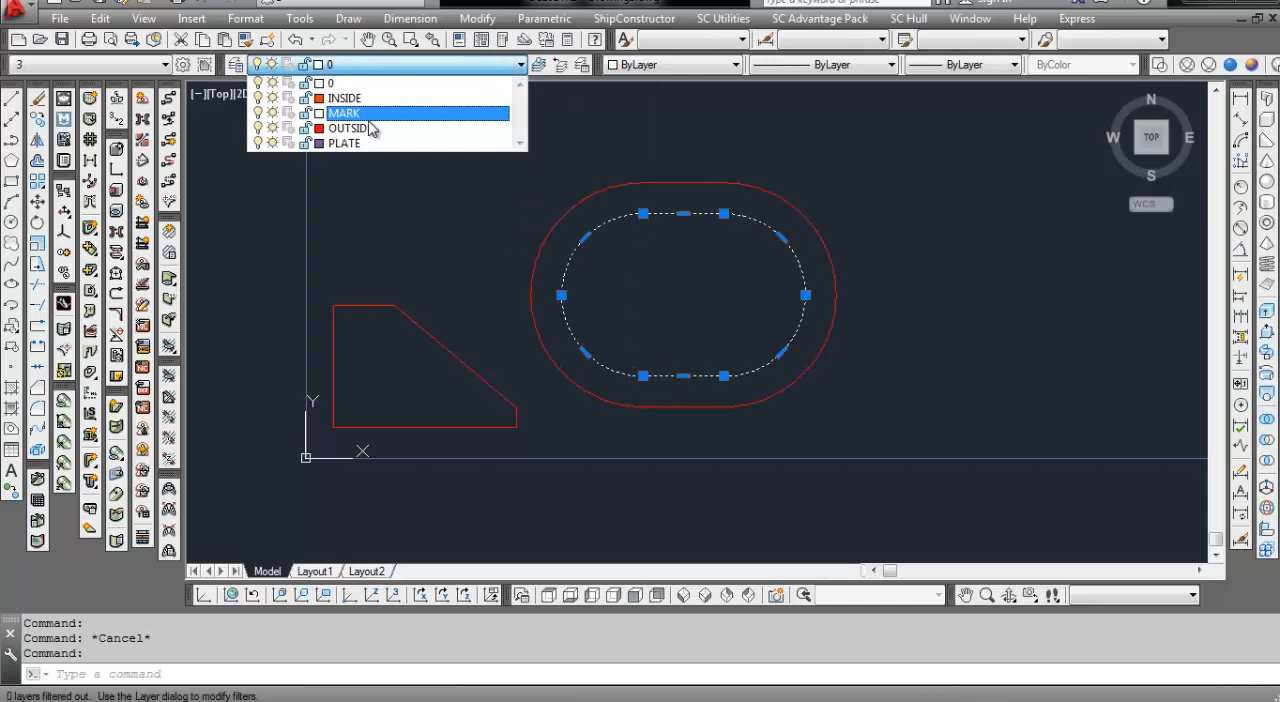 File Edit View Insert Format Tools Draw Dimension Modify Parametric ShipConstructor SC Utilities SC Advantage Pack SC Hull Window Help Express
3
0
ByLayer
ByLayer
ByLayer
ByColor
0
INSIDE
MARK
OUTSID
PLATE
[−][Top][2D
N
W TOP E
S
WCS
Y
X
Model Layout1 Layout2
Command:
Command: *Cancel*
Command:
Type a command
0 layers filtered out. Use the Layer dialog to modify filters.